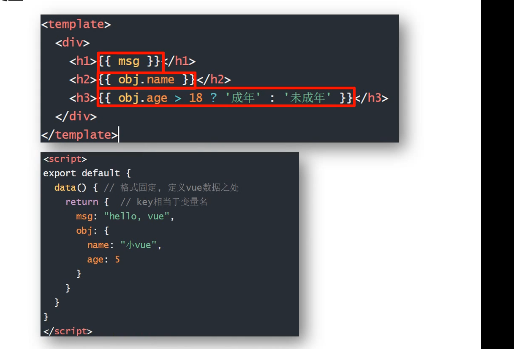 <template>
<div>
<h1>{{ msg }}</h1>
<h2>{{ obj.name }}</h2>
<h3>{{ obj.age > 18 ? '成年' : '未成年' }}</h3>
</div>
</template>
<script>
export default {
data() { // 格式固定, 定义vue数据之处
return {  // key相当于变量名
msg: "hello, vue",
obj: {
name: "小vue",
age: 5
}
}
}
}
</script>